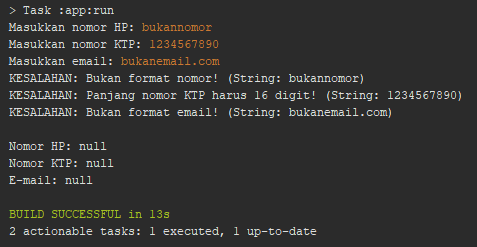 > Task :app:run
Masukkan nomor HP: bukannomor
Masukkan nomor KTP: 1234567890
Masukkan email: bukanemail.com
KESALAHAN: Bukan format nomor! (String: bukannomor)
KESALAHAN: Panjang nomor KTP harus 16 digit! (String: 1234567890)
KESALAHAN: Bukan format email! (String: bukanemail.com)

Nomor HP: null
Nomor KTP: null
E-mail: null

BUILD SUCCESSFUL in 13s
2 actionable tasks: 1 executed, 1 up-to-date